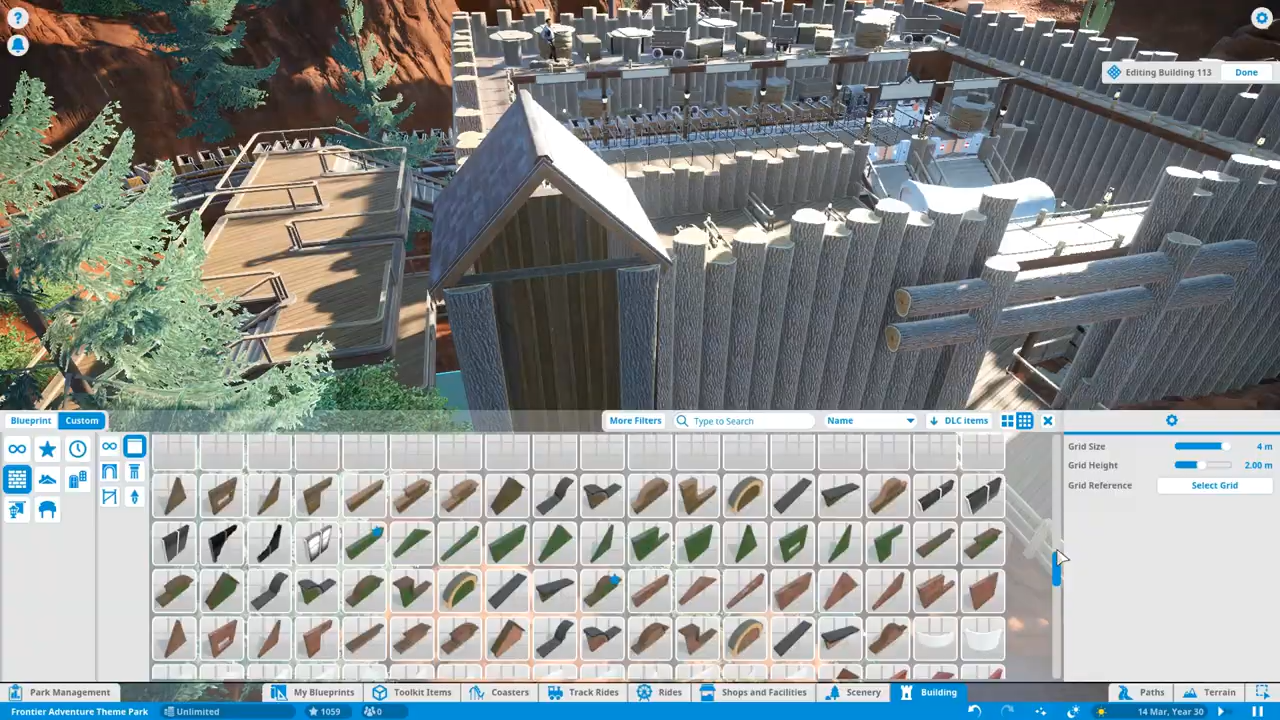 ?
Editing Building 113 Done
Blueprint Custom More Filters Type to Search Name DLC items
Grid Size 4 m
Grid Height 2.00 m
Grid Reference Select Grid
Park Management My Blueprints Toolkit Items Coasters Track Rides Rides Shops and Facilities Scenery Building Paths Terrain
Frontier Adventure Theme Park Unlimited 1059 0 14 Mar, Year 30